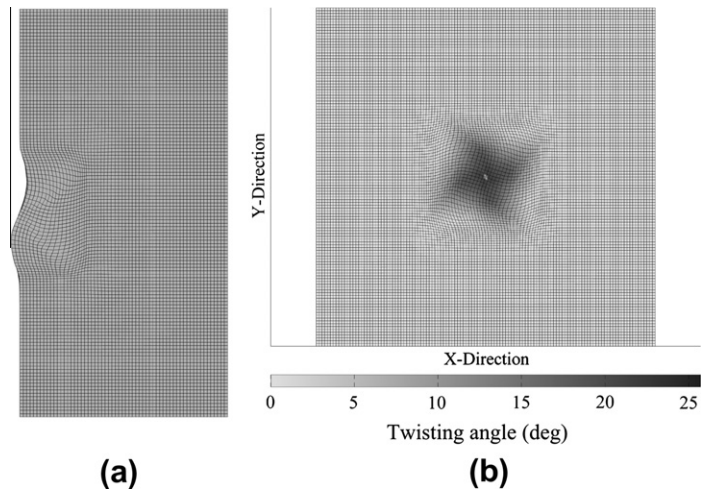 Y-Direction
X-Direction
0 5 10 15 20 25
Twisting angle (deg)
(a) (b)